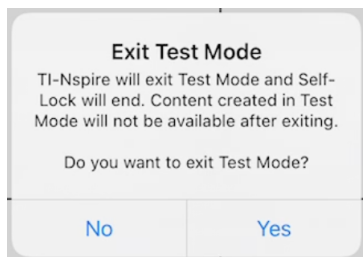 Exit Test Mode
TI-Nspire will exit Test Mode and Self-
Lock will end. Content created in Test
Mode will not be available after exiting.
Do you want to exit Test Mode?
No
Yes